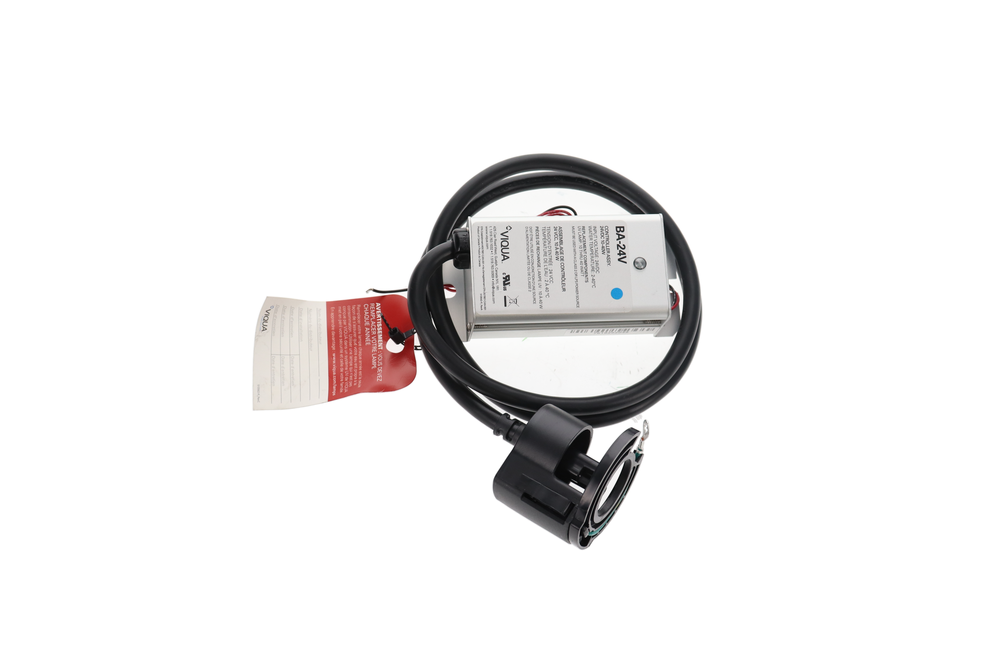 BA-24V
CONTROLLER ASSY.
24VDC 10-40W
INPUT VOLTAGE: 24VDC
WATER TEMPERATURE: 2-40°C
REPLACEMENT COMPONENTS
UV LAMP: 10 THRU 40 WATT
MUST BE USED WITH A CLASS 2 OR LPS POWER SOURCE
ASSEMBLAGE DE CONTRÔLEUR
24 VCC, 10 À 40 W
TENSION D'ENTRÉE : 24 VCC
TEMPÉRATURE DE L'EAU : 2 À 40 °C
PIÈCES DE RECHANGE LAMPE UV : 10 À 40 W
DOIT ÊTRE UTILISÉ EN CONJONCTION D'UNE SOURCE
D'ALIMENTATION LIMITÉE OU DE CLASSE 2
VIQUA
c US
425 Clair Road West, Guelph, Canada N1L 1R1
t. 1.519.763.1032 • f. 1.519.763.5069 • info@viqua.com
www.viqua.com
Product of Canada • Produit du Canada
AVERTISSEMENT : VOUS DEVEZ
REMPLACER VOTRE LAMPE
CHAQUE ANNÉE
Remplacer votre lampe chaque année est la seule
façon de s'assurer que votre eau est propre à la
consommation. Utiliser une lampe qui n'est pas
conçue par VIQUA dans un système UV de VIQUA
met en péril votre sécurité et celle de votre famille.
En apprendre davantage : www.viqua.com/lamps
Nom du distributeur
Numéro du distributeur
Date d'installation
Date d'entretien Date d'entretien
Date d'entretien Date d'entretien
Date d'entretien Date d'entretien
VIQUA